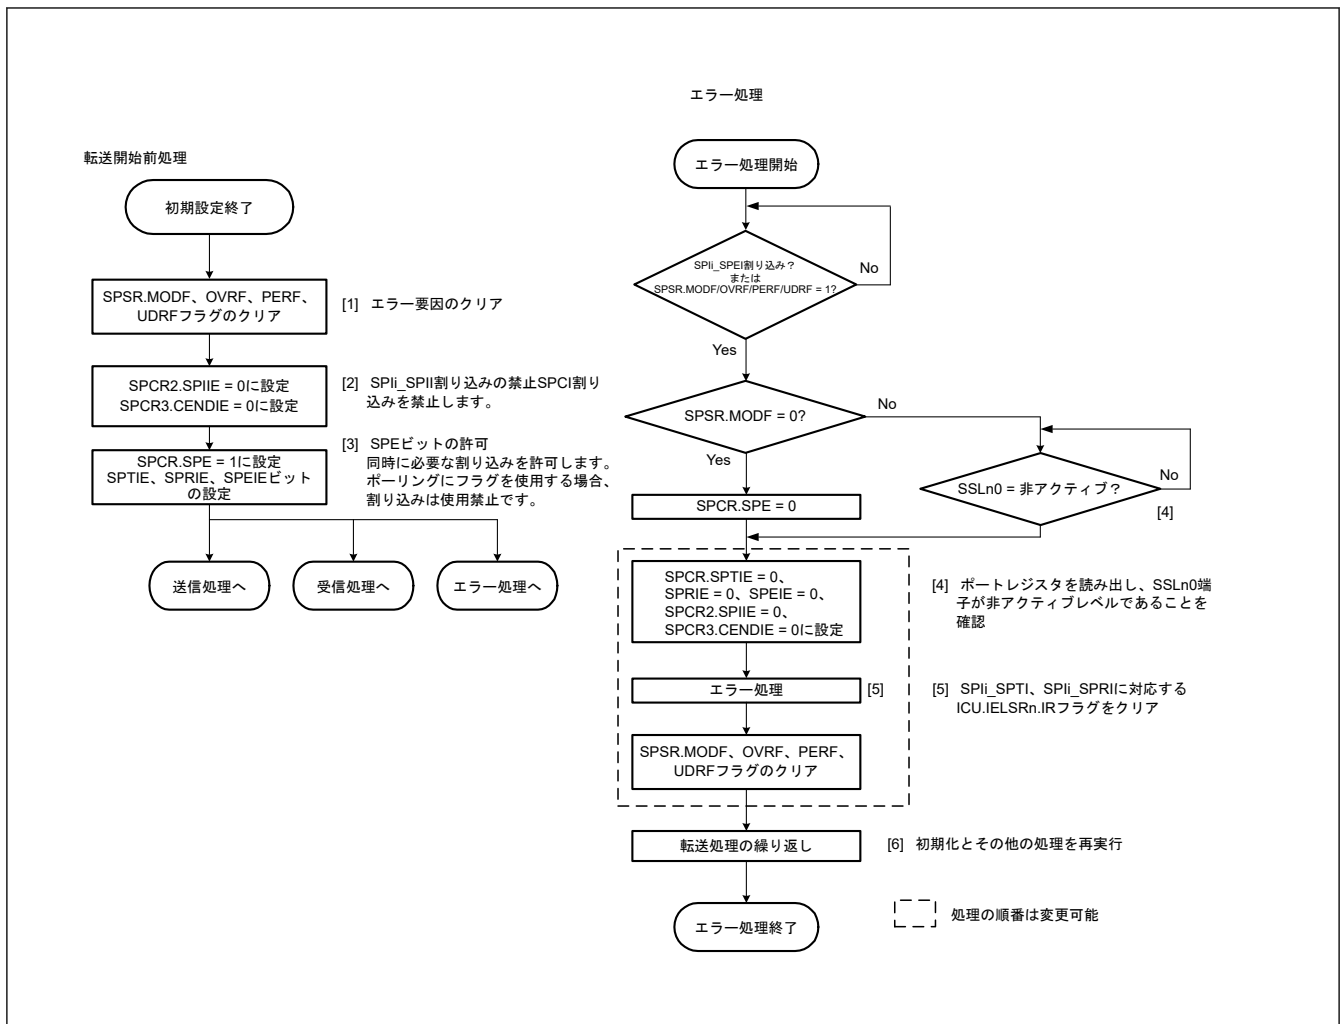 転送開始前処理
初期設定終了
SPSR.MODF、OVRF、PERF、
UDRFフラグのクリア
[1] エラー要因のクリア
SPCR2.SPIIE = 0に設定
SPCR3.CENDIE = 0に設定
[2] SPIi_SPII割り込みの禁止SPCI割り
込みを禁止します。
SPCR.SPE = 1に設定
SPTIE、SPRIE、SPEIEビット
の設定
[3] SPEビットの許可
同時に必要な割り込みを許可します。
ポーリングにフラグを使用する場合、
割り込みは使用禁止です。
送信処理へ
受信処理へ
エラー処理へ
エラー処理
エラー処理開始
SPIi_SPEI割り込み？
または
SPSR.MODF/OVRF/PERF/UDRF = 1?
No
Yes
SPSR.MODF = 0?
No
Yes
SSLn0 = 非アクティブ？
No
[4]
SPCR.SPE = 0
SPCR.SPTIE = 0、
SPRIE = 0、SPEIE = 0、
SPCR2.SPIIE = 0、
SPCR3.CENDIE = 0に設定
[4] ポートレジスタを読み出し、SSLn0端
子が非アクティブレベルであることを
確認
エラー処理
[5]
[5] SPIi_SPTI、SPIi_SPRIに対応する
ICU.IELSRn.IRフラグをクリア
SPSR.MODF、OVRF、PERF、
UDRFフラグのクリア
転送処理の繰り返し
[6] 初期化とその他の処理を再実行
エラー処理終了
処理の順番は変更可能